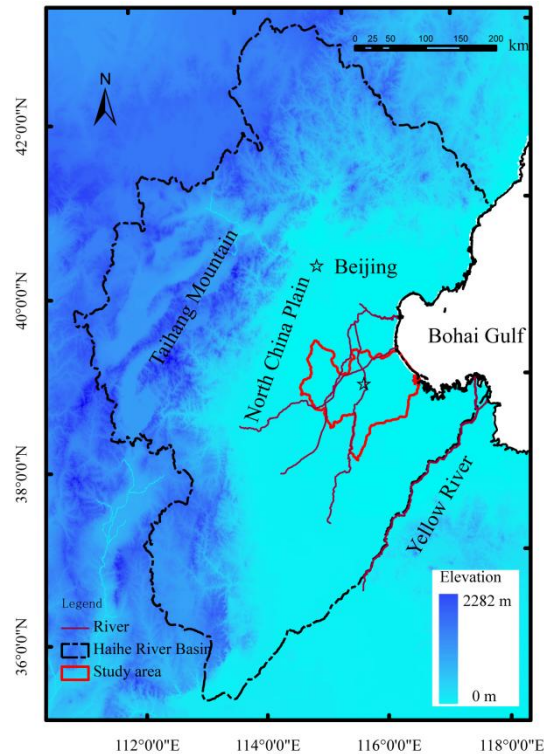 0 25 50 100 150 200
km
N
42°0'0"N
40°0'0"N
38°0'0"N
36°0'0"N
Taihang Mountain
North China Plain
Beijing
Bohai Gulf
Yellow River
Legend
River
Haihe River Basin
Study area
Elevation
2282 m
0 m
112°0'0"E
114°0'0"E
116°0'0"E
118°0'0"E